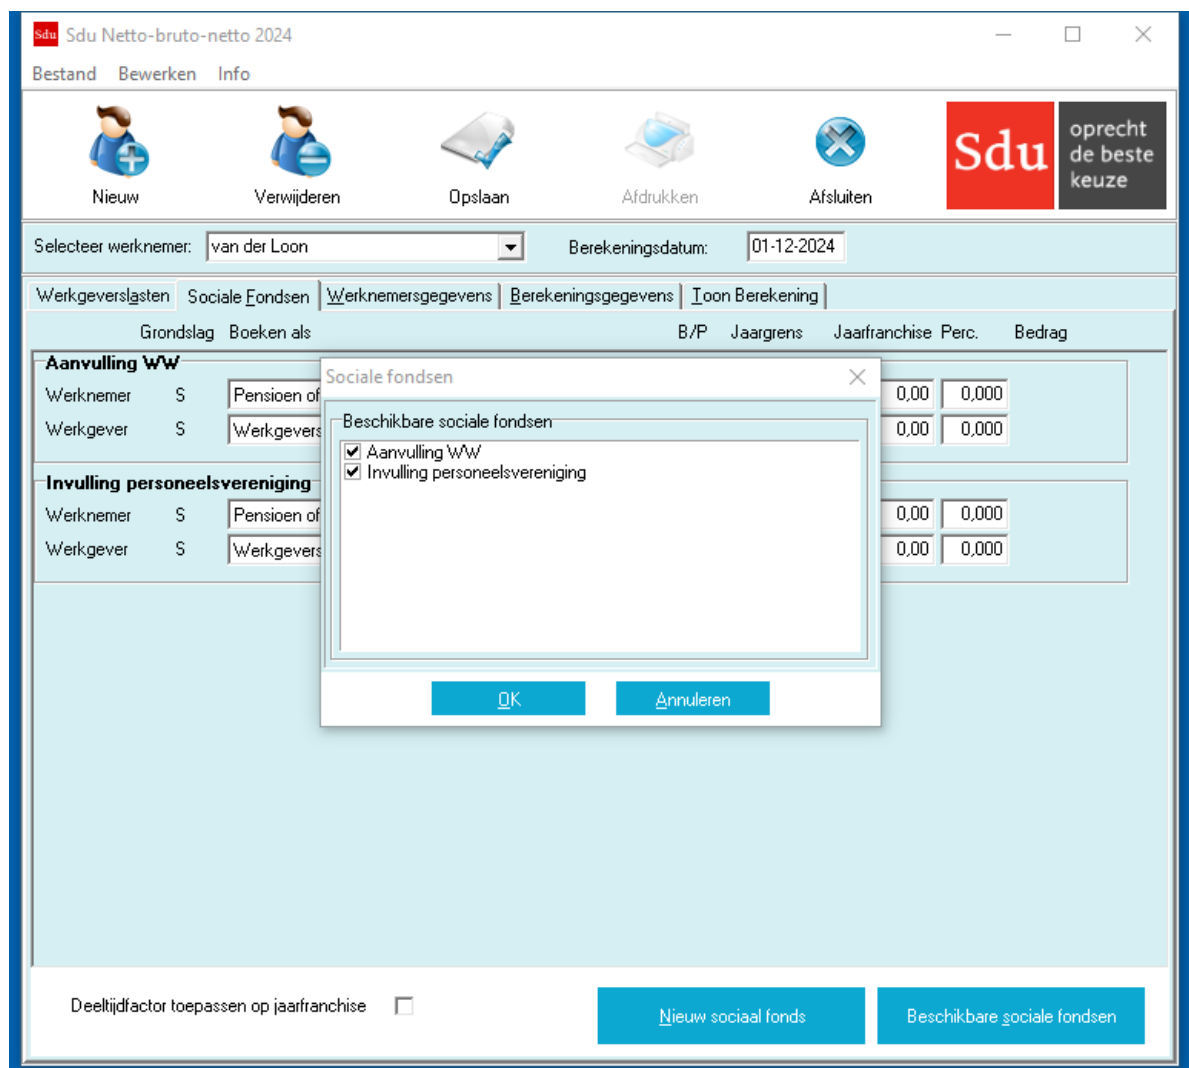 Sdu Sdu Netto-bruto-netto 2024
Bestand Bewerken Info
Nieuw Verwijderen Opslaan Afdrukken Afsluiten
Sdu
oprecht
de beste
keuze
Selecteer werknemer: van der Loon Berekeningsdatum: 01-12-2024
Werkgeverslasten Sociale Fondsen Werknemersgegevens Berekeningsgegevens Toon Berekening
Grondslag Boeken als B/P Jaargrens Jaarfranchise Perc. Bedrag
Aanvulling WW
Werknemer S Pensioen of 0,00 0,000
Werkgever S Werkgevers 0,00 0,000
Invulling personeelsvereniging
Werknemer S Pensioen of 0,00 0,000
Werkgever S Werkgevers 0,00 0,000
Sociale fondsen
Beschikbare sociale fondsen
Aanvulling WW
Invulling personeelsvereniging
OK Annuleren
Deeltijdfactor toepassen op jaarfranchise
Nieuw sociaal fonds Beschikbare sociale fondsen